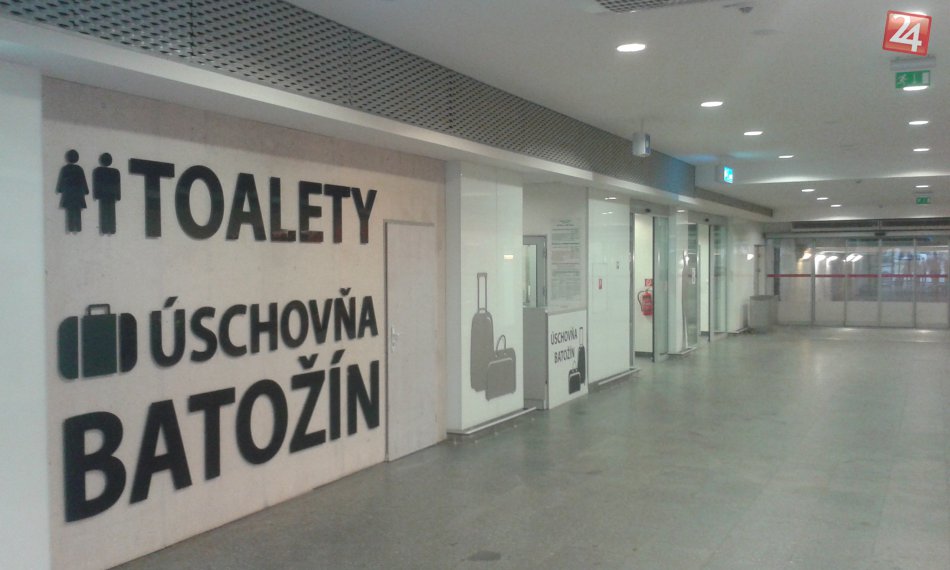 TOALETY
ÚSCHOVŇA
BATOŽÍN
ÚSCHOVŇA
BATOŽÍN
24